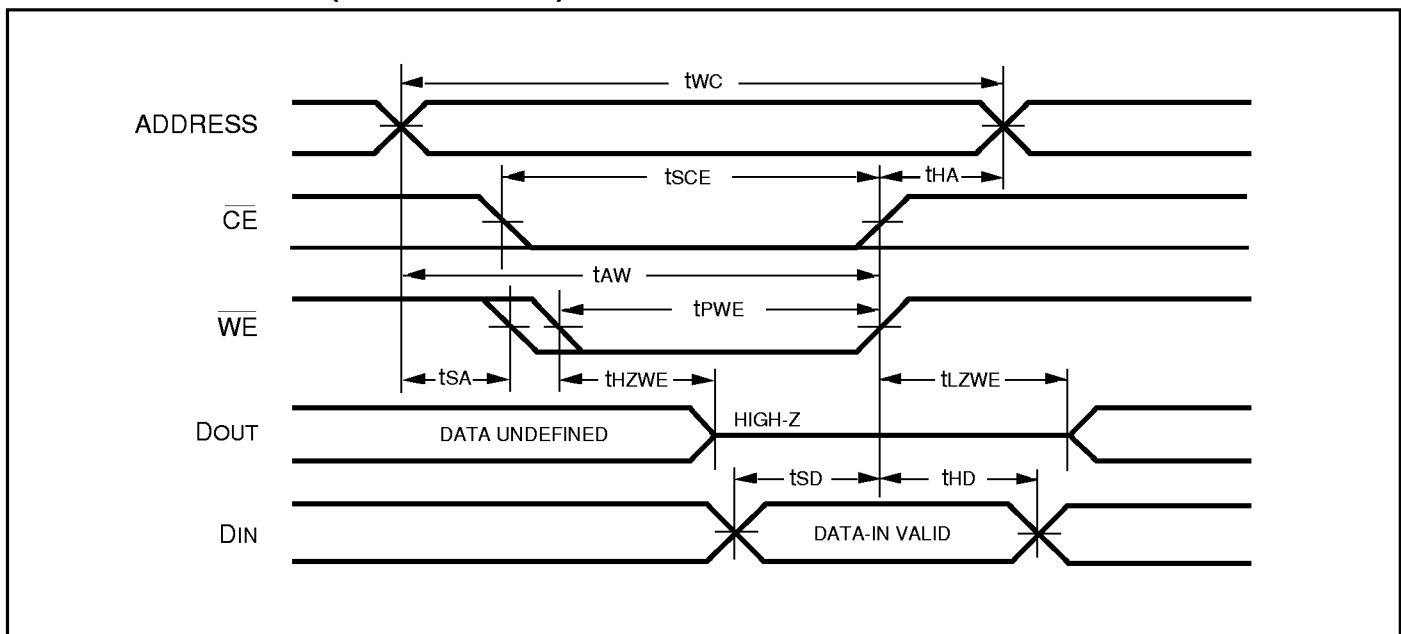 tWC
ADDRESS
tSCE
tHA
CE
tAW
tPWE
WE
tSA
tHZWE
tLZWE
HIGH-Z
DOUT
DATA UNDEFINED
tSD
tHD
DIN
DATA-IN VALID